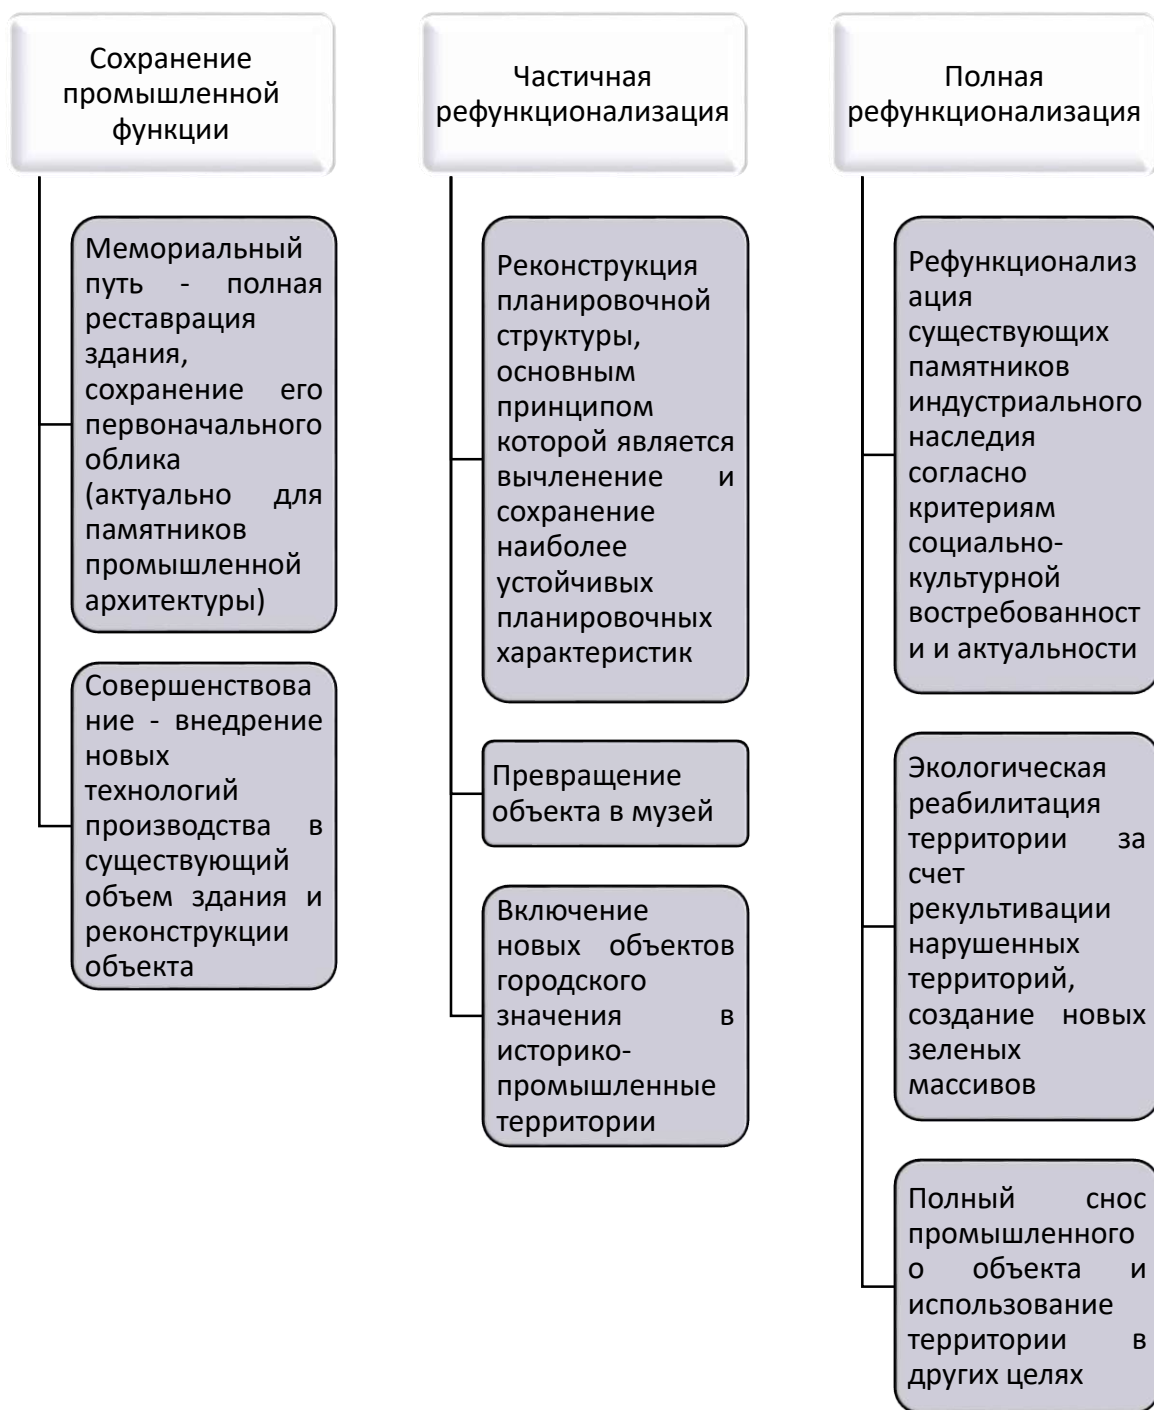 Сохранение
промышленной
функции
Мемориальный
путь - полная
реставрация
здания,
сохранение его
первоначального
облика
(актуально для
памятников
промышленной
архитектуры)
Совершенствова
ние - внедрение
новых
технологий
производства в
существующий
объем здания и
реконструкции
объекта
Частичная
рефункционализация
Реконструкция
планировочной
структуры,
основным
принципом
которой является
вычленение и
сохранение
наиболее
устойчивых
планировочных
характеристик
Превращение
объекта в музей
Включение
новых объектов
городского
значения в
историко-
промышленные
территории
Полная
рефункционализация
Рефункционализ
ация
существующих
памятников
индустриального
наследия
согласно
критериям
социально-
культурной
востребованност
и и актуальности
Экологическая
реабилитация
территории за
счет
рекультивации
нарушенных
территорий,
создание новых
зеленых
массивов
Полный снос
промышленного
о объекта и
использование
территории в
других целях